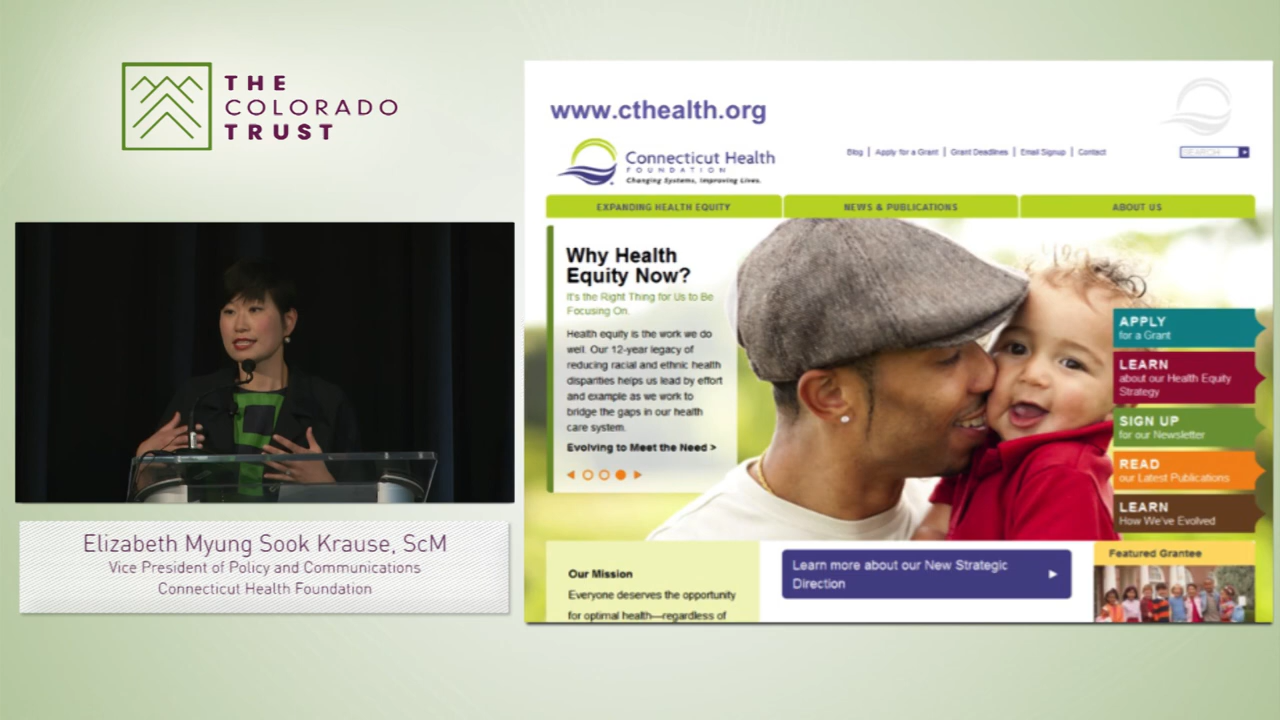 THE
COLORADO
TRUST
Elizabeth Myung Sook Krause, ScM
Vice President of Policy and Communications
Connecticut Health Foundation
www.cthealth.org
Connecticut Health
FOUNDATION
Changing Systems, Improving Lives.
Blog | Apply for a Grant | Grant Deadlines | Email Signup | Contact
SEARCH
EXPANDING HEALTH EQUITY
NEWS & PUBLICATIONS
ABOUT US
Why Health
Equity Now?
It's the Right Thing for Us to Be
Focusing On.
Health equity is the work we do
well. Our 12-year legacy of
reducing racial and ethnic health
disparities helps us lead by effort
and example as we work to
bridge the gaps in our health
care system.
Evolving to Meet the Need >
APPLY
for a Grant
LEARN
about our Health Equity
Strategy
SIGN UP
for our Newsletter
READ
our Latest Publications
LEARN
How We've Evolved
Our Mission
Everyone deserves the opportunity
for optimal health—regardless of
Learn more about our New Strategic
Direction
Featured Grantee